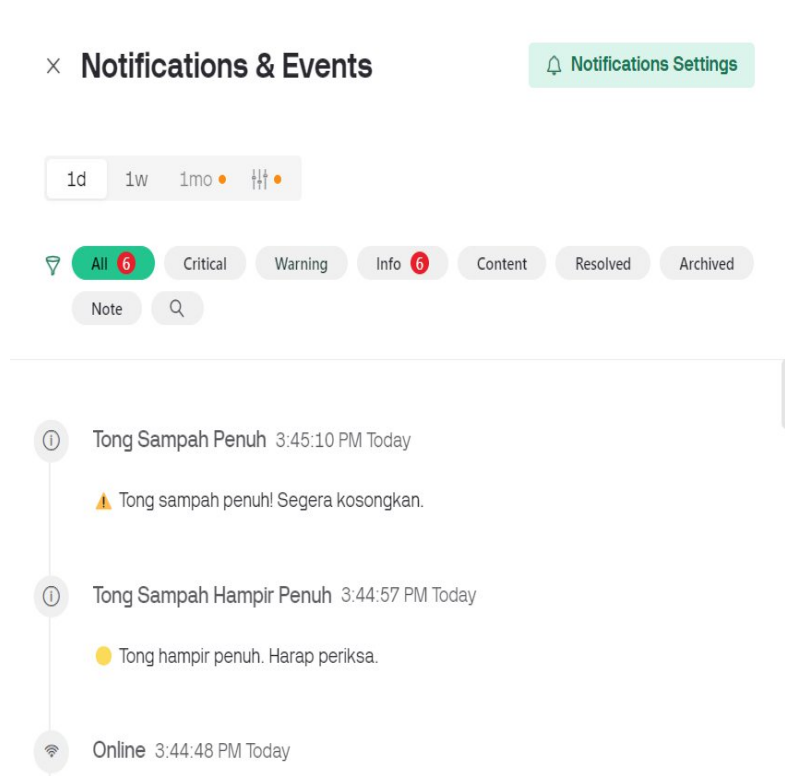 Notifications & Events
Notifications Settings
1d 1w 1mo
All 6 Critical Warning Info 6 Content Resolved Archived
Note
Tong Sampah Penuh 3:45:10 PM Today
Tong sampah penuh! Segera kosongkan.
Tong Sampah Hampir Penuh 3:44:57 PM Today
Tong hampir penuh. Harap periksa.
Online 3:44:48 PM Today